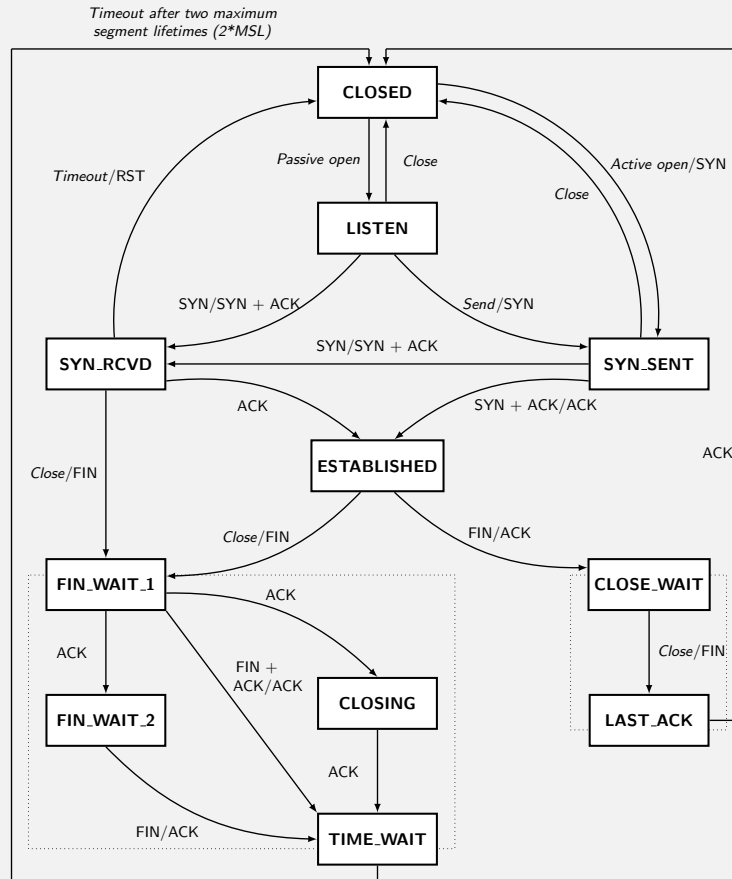 Timeout after two maximum
segment lifetimes (2*MSL)
CLOSED
Timeout/RST
Passive open
Close
Active open/SYN
Close
LISTEN
SYN/SYN + ACK
Send/SYN
SYN_RCVD
SYN/SYN + ACK
SYN_SENT
ACK
SYN + ACK/ACK
ESTABLISHED
ACK
Close/FIN
Close/FIN
FIN/ACK
FIN_WAIT_1
ACK
CLOSE_WAIT
ACK
FIN +
ACK/ACK
Close/FIN
FIN_WAIT_2
CLOSING
LAST_ACK
ACK
FIN/ACK
TIME_WAIT